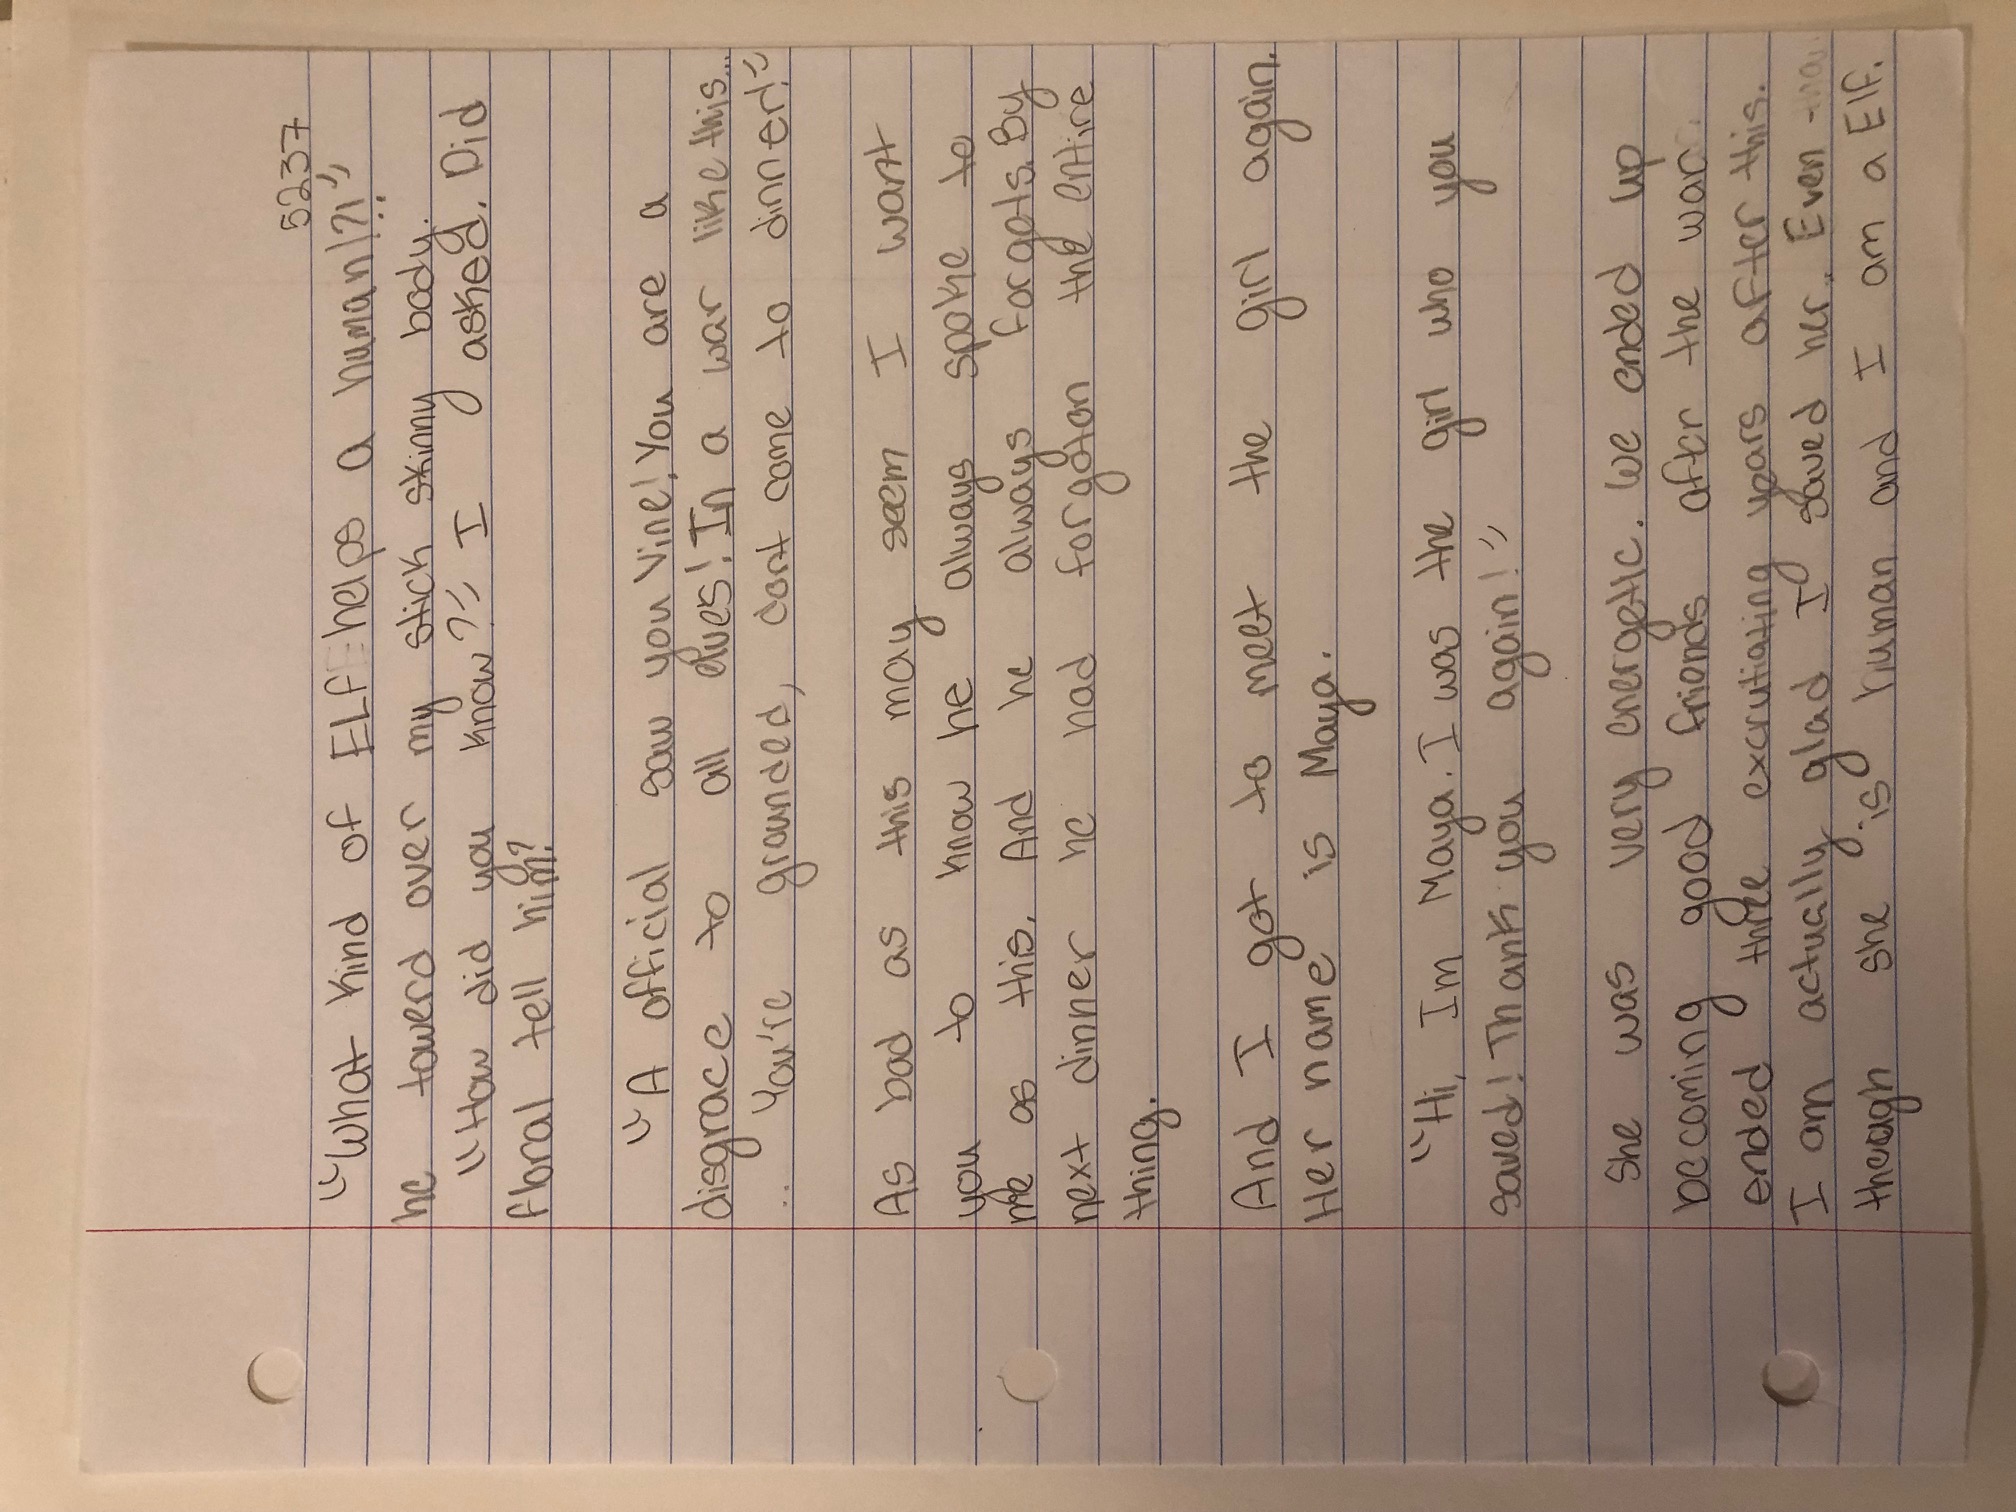 5237
"What kind of ELF helps a human!?!"
he towerd over my stick skinny body.
"How did you know?" I asked. Did
floral tell him?
"A official saw you Vine! You are a
disgrace to all elves! In a war like this...
.. You're grounded, dont come to dinner!"
As bad as this may seem I want
you to know he always spoke to
me as this. And he always forgets. By
next dinner he had forgoton the entire
thing.
And I got to meet the girl again.
Her name is Maya.
"Hi, Im Maya. I was the girl who you
saved! Thank you again!"
She was very energetic. We ended up
becoming good friends after the war
ended three excrutiating years after this.
I am actually glad I saved her. Even
though she is human and I am a Elf.